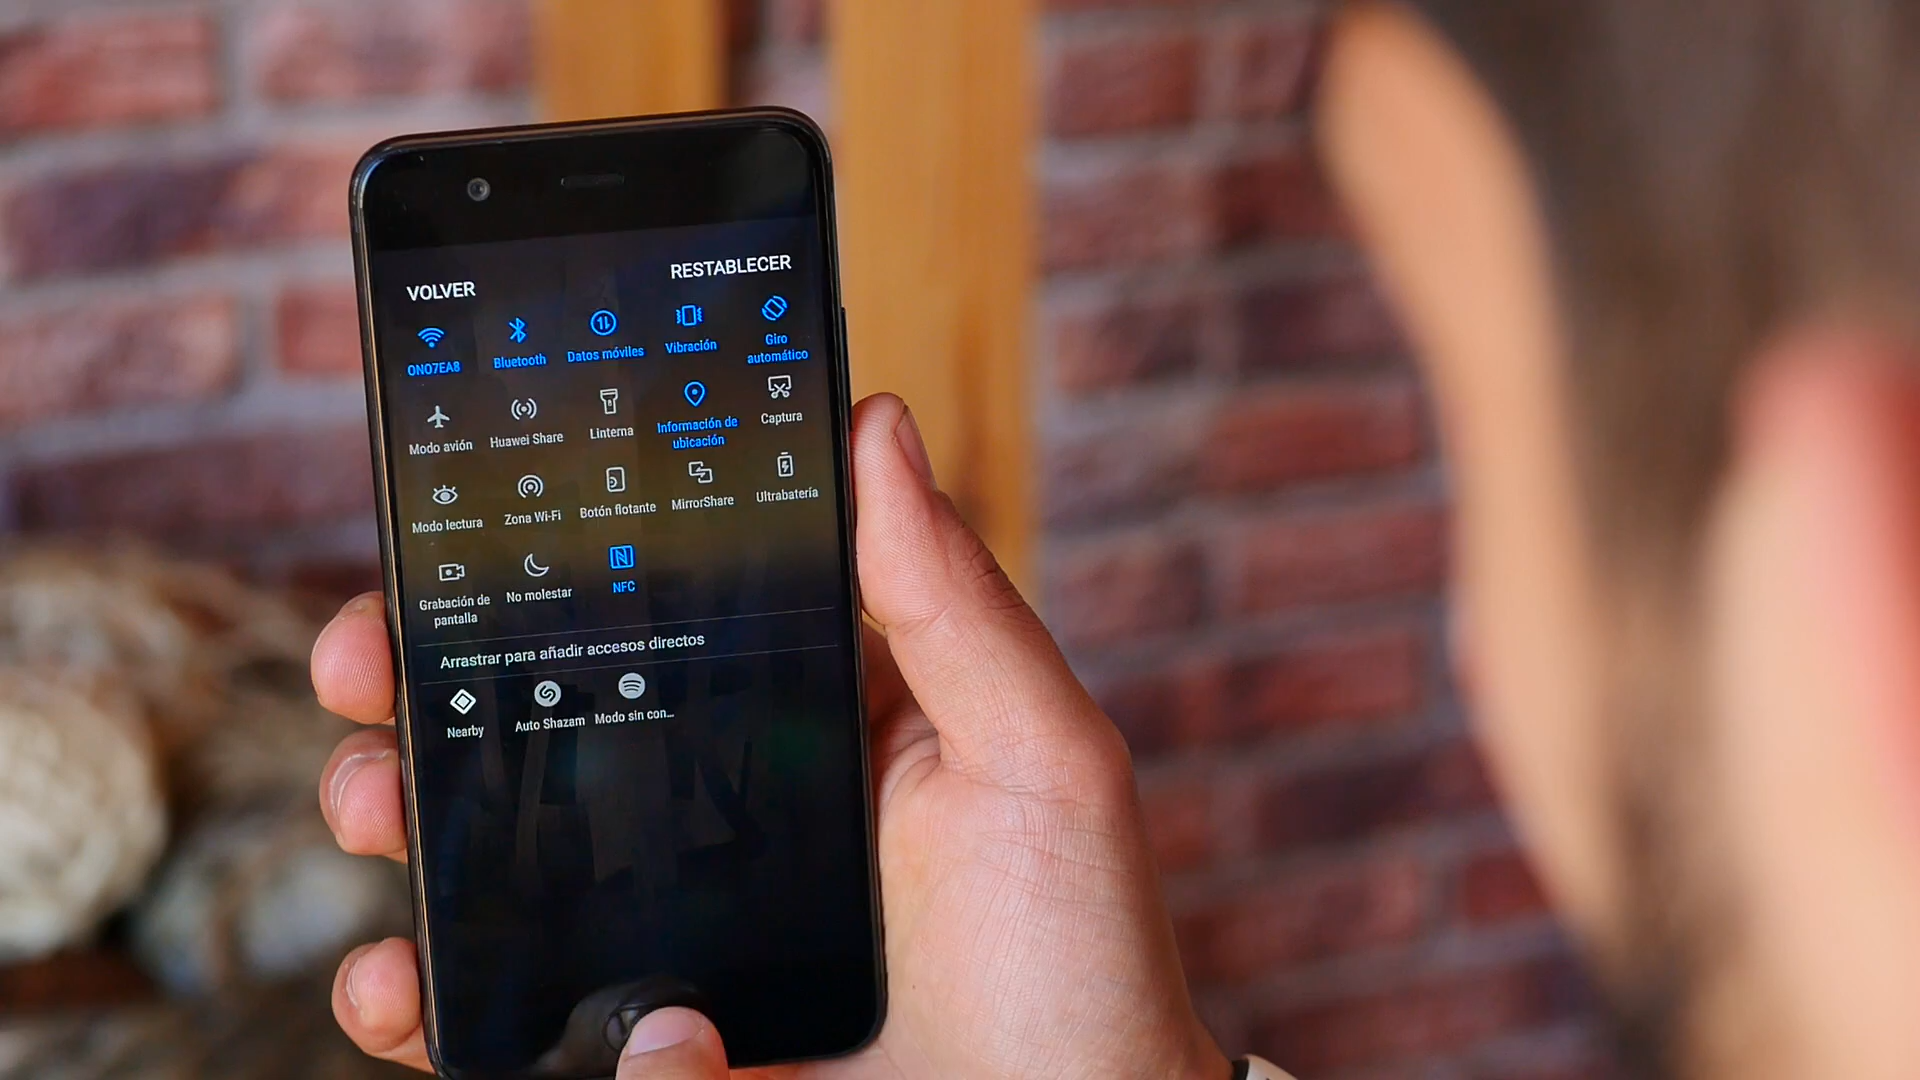 VOLVER
RESTABLECER
ONO7EA8
Bluetooth
Datos móviles
Vibración
Giro
automático
Modo avión
Huawei Share
Linterna
Información de
ubicación
Captura
Modo lectura
Zona Wi-Fi
Botón flotante
MirrorShare
Ultrabatería
Grabación de
pantalla
No molestar
NFC
Arrastrar para añadir accesos directos
Nearby
Auto Shazam
Modo sin con...